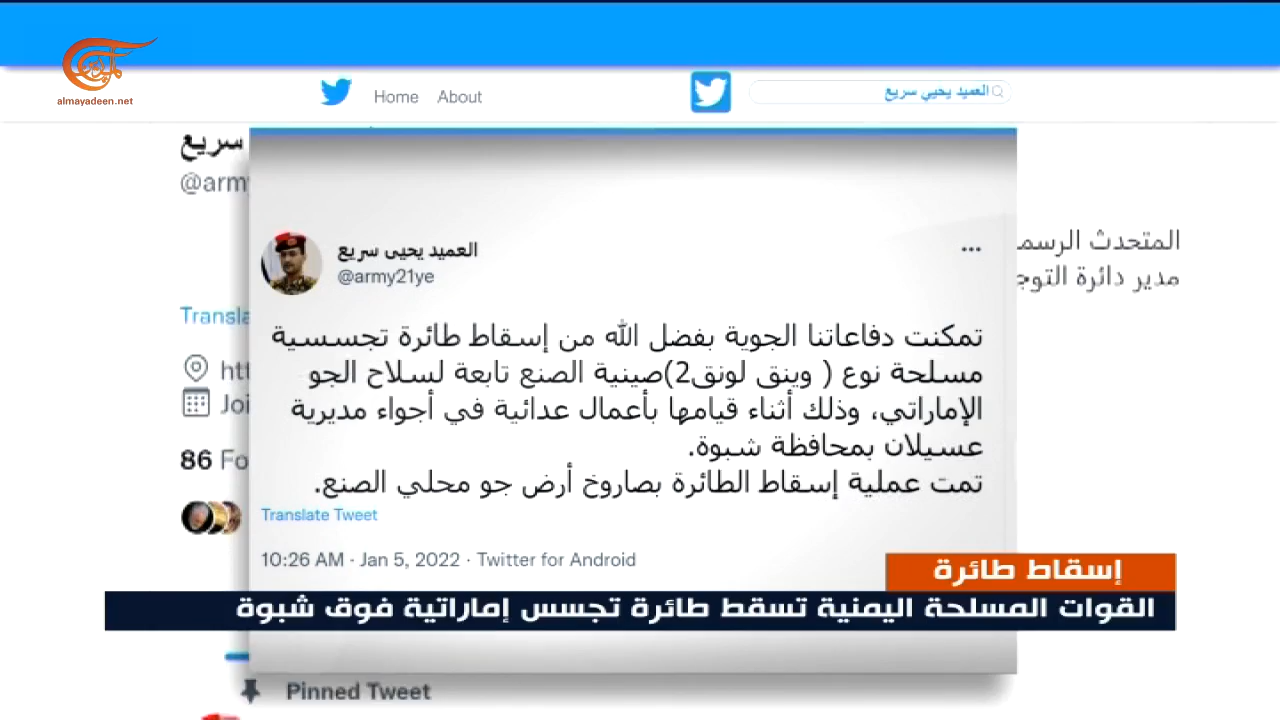 almayadeen.net
Home About
العميد يحيي سريع
سريع
@army
المتحدث الرسم
مدير دائرة التوج
Transla
htt
Joi
86 Fo
العميد يحيى سريع
@army21ye
تمكنت دفاعاتنا الجوية بفضل الله من إسقاط طائرة تجسسية
مسلحة نوع ( وينق لونق2)صينية الصنع تابعة لسلاح الجو
الإماراتي، وذلك أثناء قيامها بأعمال عدائية في أجواء مديرية
عسيلان بمحافظة شبوة.
تمت عملية إسقاط الطائرة بصاروخ أرض جو محلي الصنع.
Translate Tweet
10:26 AM · Jan 5, 2022 · Twitter for Android
إسقاط طائرة
القوات المسلحة اليمنية تسقط طائرة تجسس إماراتية فوق شبوة
Pinned Tweet